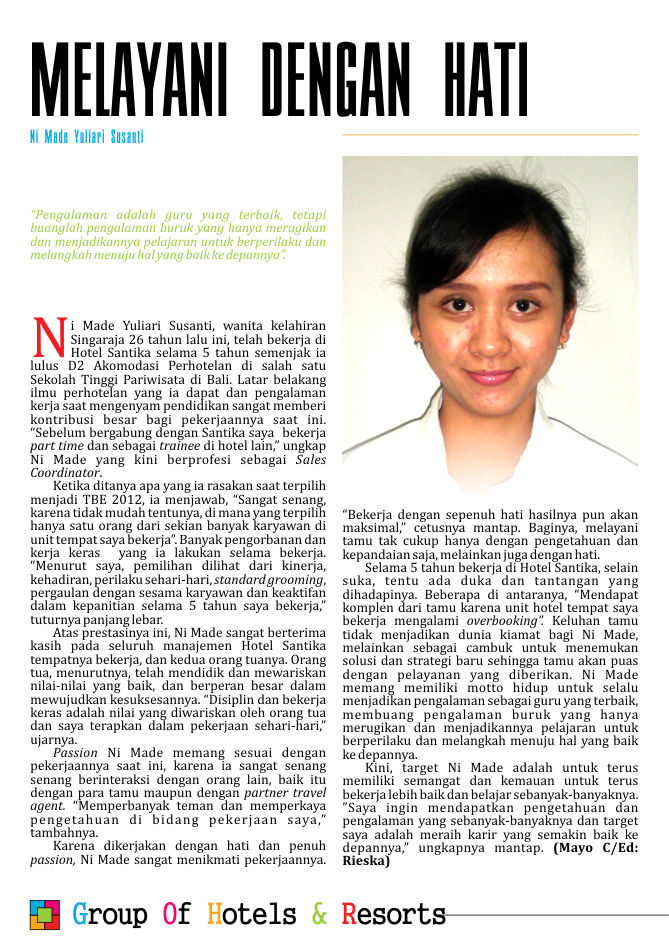 MELAYANI DENGAN HATI
Ni Made Yuliari Susanti
“Pengalaman adalah guru yang terbaik, tetapi
buanglah pengalaman buruk yang hanya merugikan
dan menjadikannya pelajaran untuk berperilaku dan
melangkah menuju hal yang baik ke depannya”.
Ni Made Yuliari Susanti, wanita kelahiran
Singaraja 26 tahun lalu ini, telah bekerja di
Hotel Santika selama 5 tahun semenjak ia
lulus D2 Akomodasi Perhotelan di salah satu
Sekolah Tinggi Pariwisata di Bali. Latar belakang
ilmu perhotelan yang ia dapat dan pengalaman
kerja saat mengenyam pendidikan sangat memberi
kontribusi besar bagi pekerjaannya saat ini.
“Sebelum bergabung dengan Santika saya bekerja
part time dan sebagai trainee di hotel lain,” ungkap
Ni Made yang kini berprofesi sebagai Sales
Coordinator.
Ketika ditanya apa yang ia rasakan saat terpilih
menjadi TBE 2012, ia menjawab, “Sangat senang,
karena tidak mudah tentunya, di mana yang terpilih
hanya satu orang dari sekian banyak karyawan di
unit tempat saya bekerja”. Banyak pengorbanan dan
kerja keras yang ia lakukan selama bekerja.
“Menurut saya, pemilihan dilihat dari kinerja,
kehadiran, perilaku sehari-hari, standard grooming,
pergaulan dengan sesama karyawan dan keaktifan
dalam kepanitian selama 5 tahun saya bekerja,”
tuturnya panjang lebar.
Atas prestasinya ini, Ni Made sangat berterima
kasih pada seluruh manajemen Hotel Santika
tempatnya bekerja, dan kedua orang tuanya. Orang
tua, menurutnya, telah mendidik dan mewariskan
nilai-nilai yang baik, dan berperan besar dalam
mewujudkan kesuksesannya. “Disiplin dan bekerja
keras adalah nilai yang diwariskan oleh orang tua
dan saya terapkan dalam pekerjaan sehari-hari,”
ujarnya.
Passion Ni Made memang sesuai dengan
pekerjaannya saat ini, karena ia sangat senang
senang berinteraksi dengan orang lain, baik itu
dengan para tamu maupun dengan partner travel
agent. “Memperbanyak teman dan memperkaya
pengetahuan di bidang pekerjaan saya,”
tambahnya.
Karena dikerjakan dengan hati dan penuh
passion, Ni Made sangat menikmati pekerjaannya.
“Bekerja dengan sepenuh hati hasilnya pun akan
maksimal,” cetusnya mantap. Baginya, melayani
tamu tak cukup hanya dengan pengetahuan dan
kepandaian saja, melainkan juga dengan hati.
Selama 5 tahun bekerja di Hotel Santika, selain
suka, tentu ada duka dan tantangan yang
dihadapinya. Beberapa di antaranya, “Mendapat
komplen dari tamu karena unit hotel tempat saya
bekerja mengalami overbooking”. Keluhan tamu
tidak menjadikan dunia kiamat bagi Ni Made,
melainkan sebagai cambuk untuk menemukan
solusi dan strategi baru sehingga tamu akan puas
dengan pelayanan yang diberikan. Ni Made
memang memiliki motto hidup untuk selalu
menjadikan pengalaman sebagai guru yang terbaik,
membuang pengalaman buruk yang hanya
merugikan dan menjadikannya pelajaran untuk
berperilaku dan melangkah menuju hal yang baik
ke depannya.
Kini, target Ni Made adalah untuk terus
memiliki semangat dan kemauan untuk terus
bekerja lebih baik dan belajar sebanyak-banyaknya.
”Saya ingin mendapatkan pengetahuan dan
pengalaman yang sebanyak-banyaknya dan target
saya adalah meraih karir yang semakin baik ke
depannya,” ungkapnya mantap. (Mayo C/Ed:
Rieska)
Group Of Hotels & Resorts